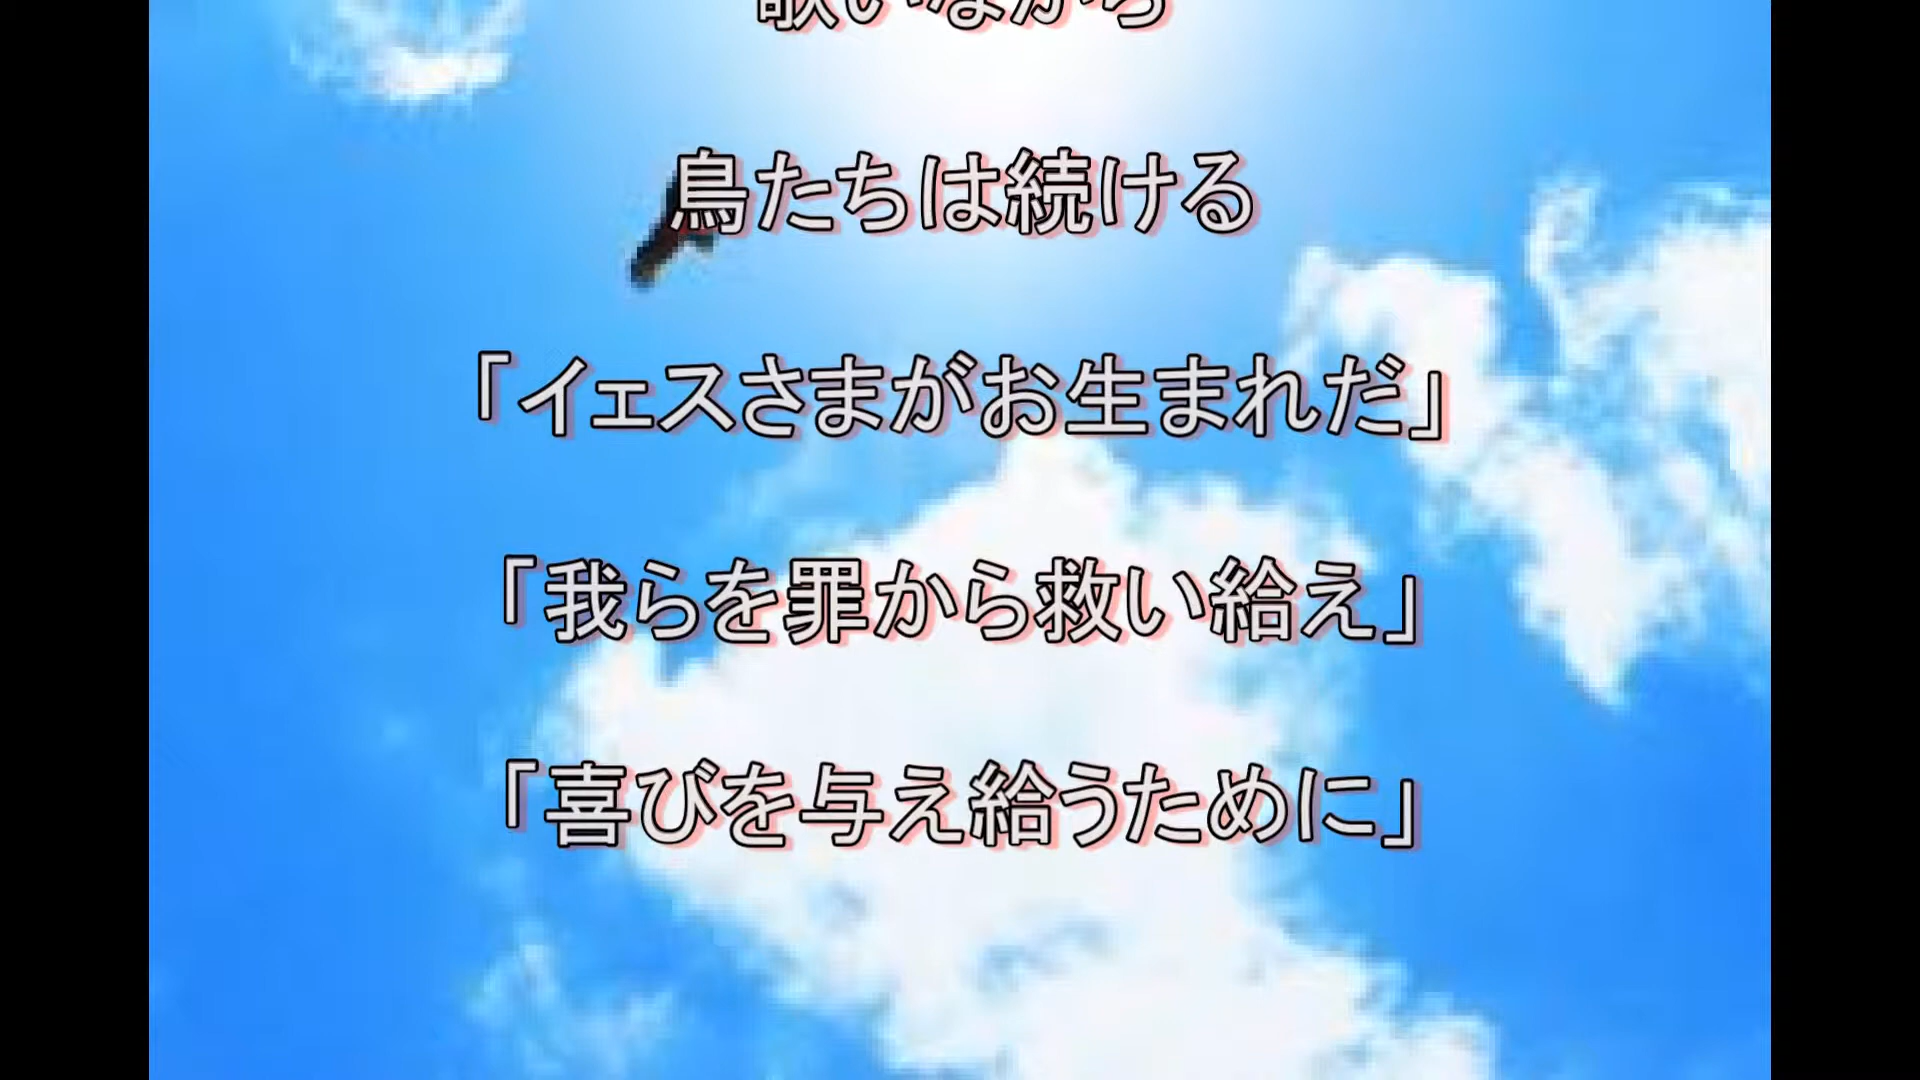 歌いながら
鳥たちは続ける
「イェスさまがお生まれだ」
「我らを罪から救い給え」
「喜びを与え給うために」